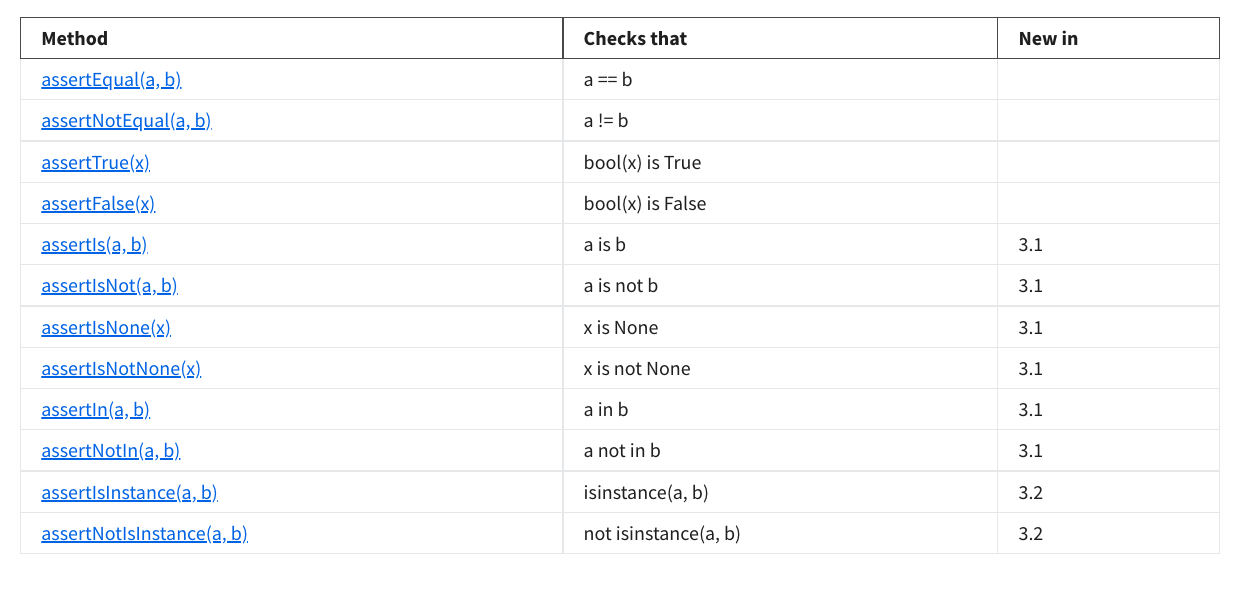 Method Checks that New in
assertEqual(a, b) a == b
assertNotEqual(a, b) a != b
assertTrue(x) bool(x) is True
assertFalse(x) bool(x) is False
assertIs(a, b) a is b 3.1
assertIsNot(a, b) a is not b 3.1
assertIsNone(x) x is None 3.1
assertIsNotNone(x) x is not None 3.1
assertIn(a, b) a in b 3.1
assertNotIn(a, b) a not in b 3.1
assertIsInstance(a, b) isinstance(a, b) 3.2
assertNotIsInstance(a, b) not isinstance(a, b) 3.2